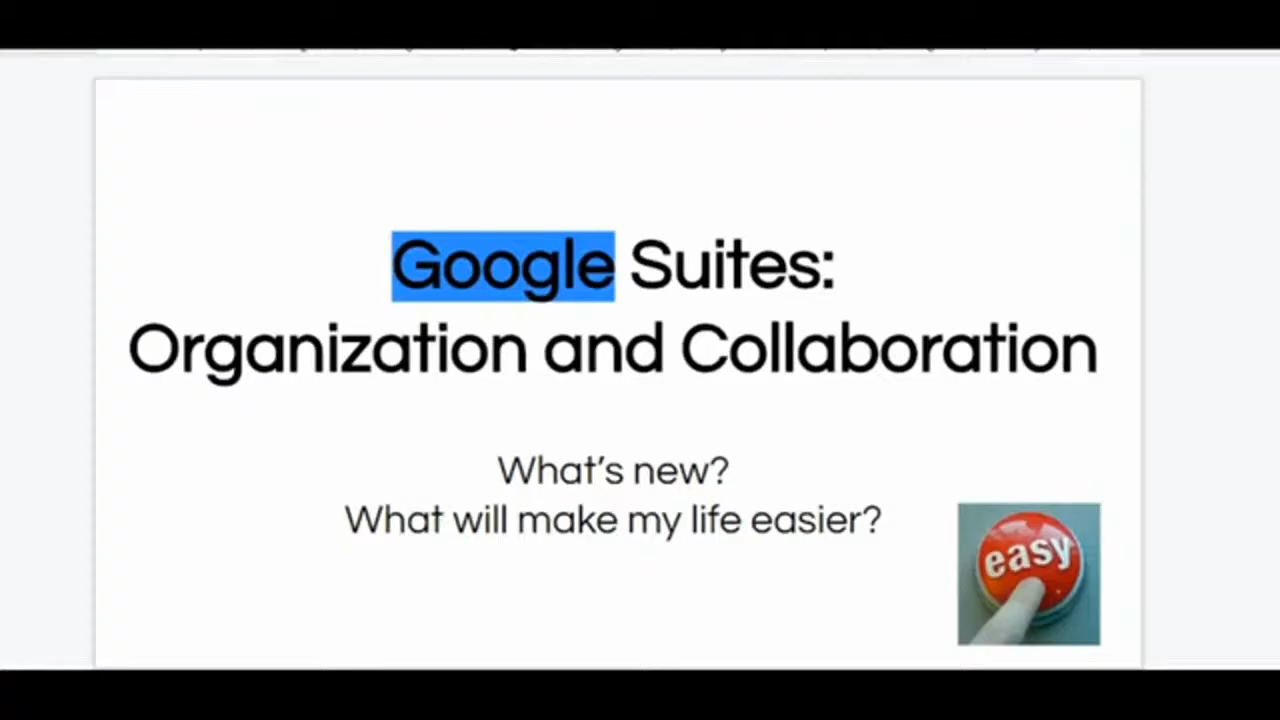 Google Suites:
Organization and Collaboration
What's new?
What will make my life easier?
easy